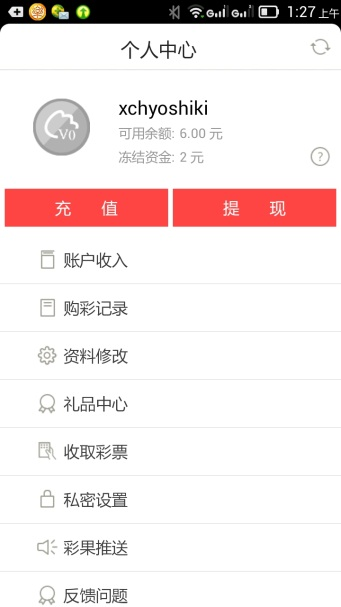 1:27 上午
个人中心
V0
xchyoshiki
可用余额: 6.00 元
冻结资金: 2 元
?
充 值
提 现
账户收入
购彩记录
资料修改
礼品中心
收取彩票
私密设置
彩果推送
反馈问题